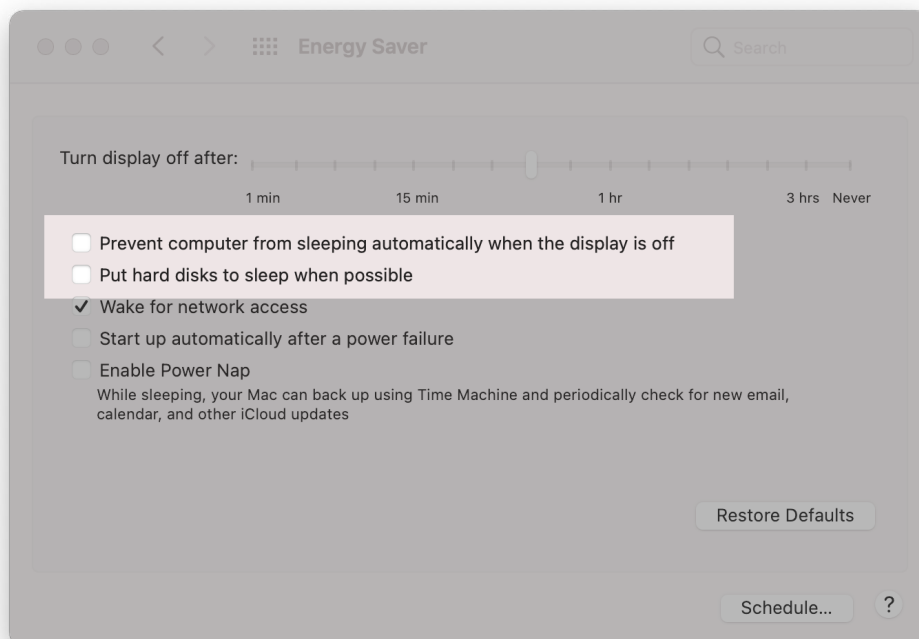 Energy Saver
Search
Turn display off after:
1 min 15 min 1 hr 3 hrs Never
Prevent computer from sleeping automatically when the display is off
Put hard disks to sleep when possible
Wake for network access
Start up automatically after a power failure
Enable Power Nap
While sleeping, your Mac can back up using Time Machine and periodically check for new email,
calendar, and other iCloud updates
Restore Defaults
Schedule... ?